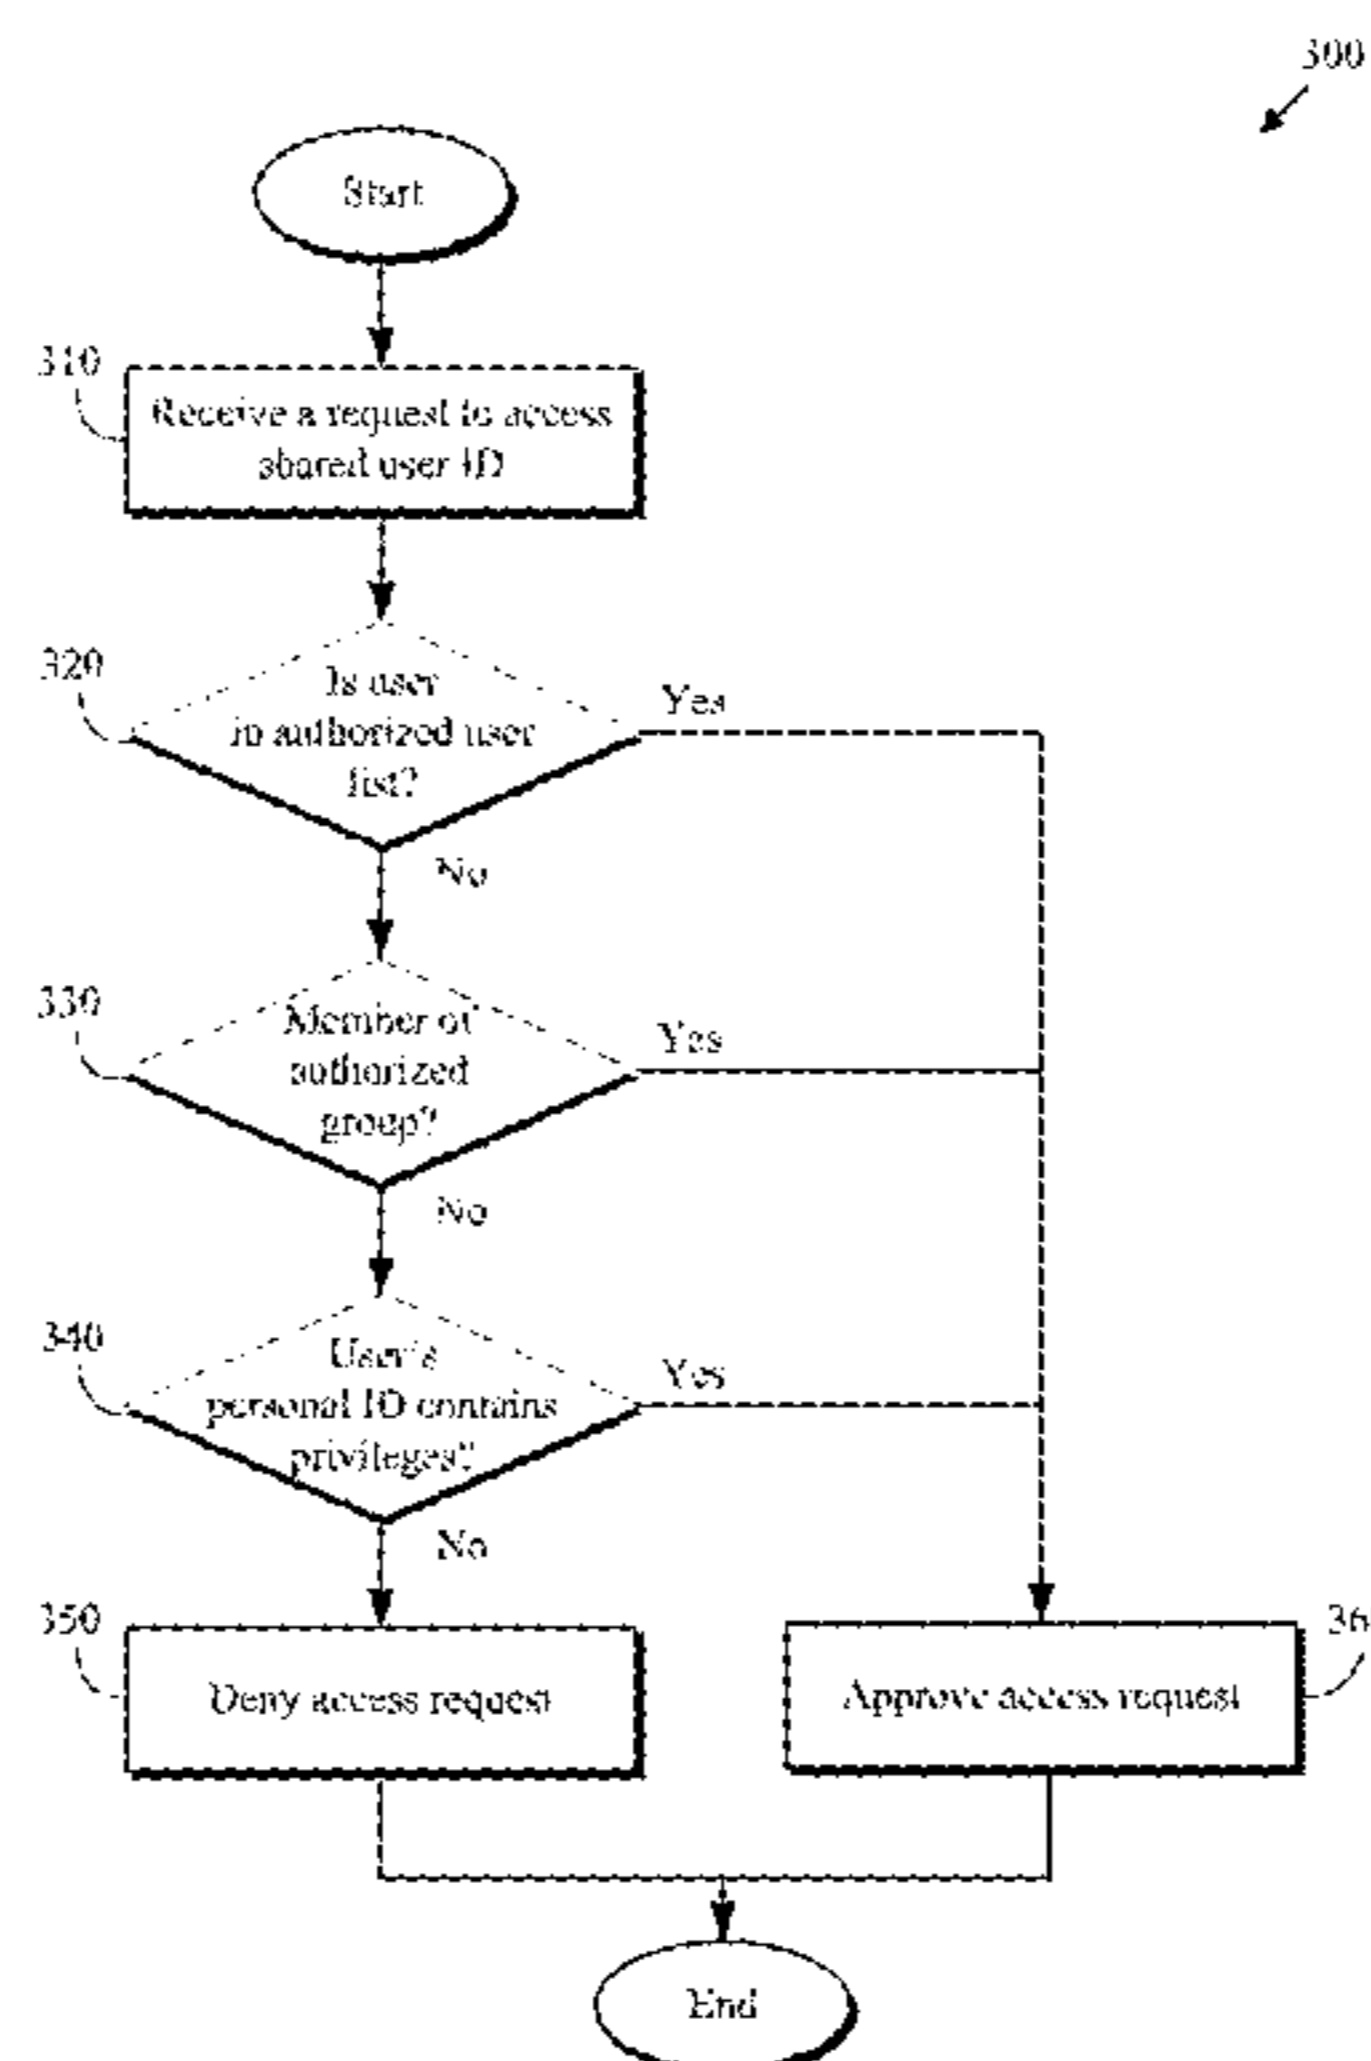 300
Start
310
Receive a request to access
shared user ID
320
Is user
in authorized user
list?
Yes
No
330
Member of
authorized
group?
Yes
No
340
User's
personal ID contains
privileges?
Yes
No
350
Deny access request
36
Approve access request
End